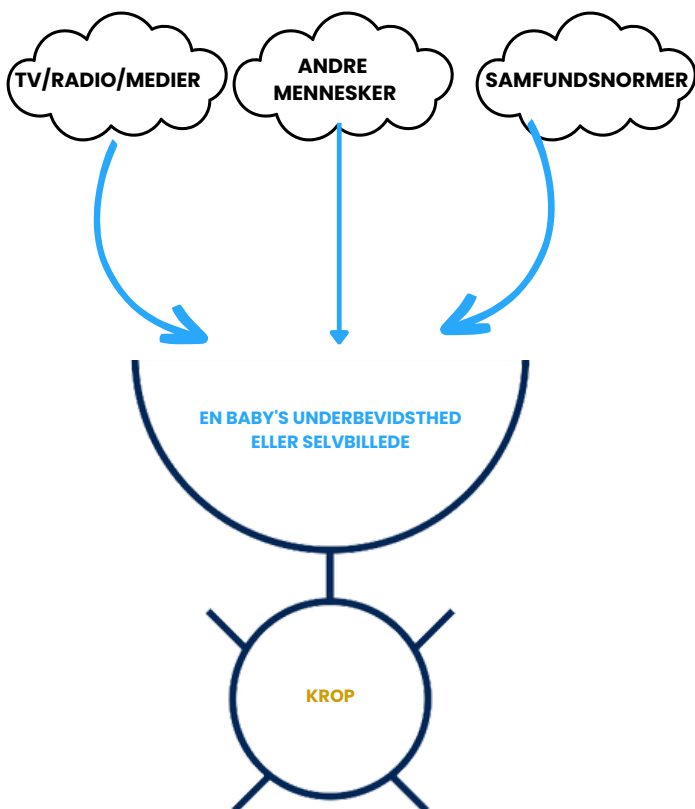 TV/RADIO/MEDIER
ANDRE
MENNESKER
SAMFUNDSNORMER
EN BABY'S UNDERBEVIDSTHED
ELLER SELVBILLEDE
KROP